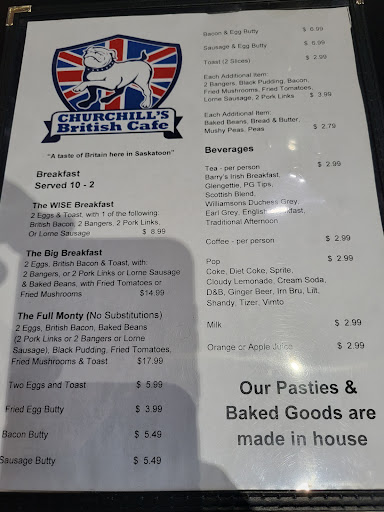 CHURCHILL'S
British Cafe
"A taste of Britain here in Saskatoon"
Breakfast
Served 10 - 2
The WISE Breakfast
2 Eggs & Toast, with 1 of the following:
British Bacon, 2 Bangers, 2 Pork Links,
Or Lorne Sausage $ 8.99
The Big Breakfast
2 Eggs, British Bacon & Toast, with:
2 Bangers, or 2 Pork Links or Lorne Sausage
& Baked Beans, with Fried Tomatoes or
Fried Mushrooms $14.99
The Full Monty (No Substitutions)
2 Eggs, British Bacon, Baked Beans
(2 Pork Links or 2 Bangers or Lorne
Sausage), Black Pudding, Fried Tomatoes,
Fried Mushrooms & Toast $17.99
Two Eggs and Toast $ 5.99
Fried Egg Butty $ 3.99
Bacon Butty $ 5.49
Sausage Butty $ 5.49
Bacon & Egg Butty $ 6.99
Sausage & Egg Butty $ 6.99
Toast (2 Slices) $ 2.99
Each Additional Item:
2 Bangers, Black Pudding, Bacon,
Fried Mushrooms, Fried Tomatoes,
Lorne Sausage, 2 Pork Links $ 3.99
Each Additional Item:
Baked Beans, Bread & Butter,
Mushy Peas, Peas $ 2.79
Beverages
Tea - per person $ 2.99
Barry's Irish Breakfast,
Glengettie, PG Tips,
Scottish Blend,
Williamsons Duchess Grey,
Earl Grey, English Breakfast,
Traditional Afternoon
Coffee - per person $ 2.99
Pop $ 2.99
Coke, Diet Coke, Sprite,
Cloudy Lemonade, Cream Soda,
D&B, Ginger Beer, Irn Bru, Lilt,
Shandy, Tizer, Vimto
Milk $ 2.99
Orange or Apple Juice $ 2.99
Our Pasties &
Baked Goods are
made in house